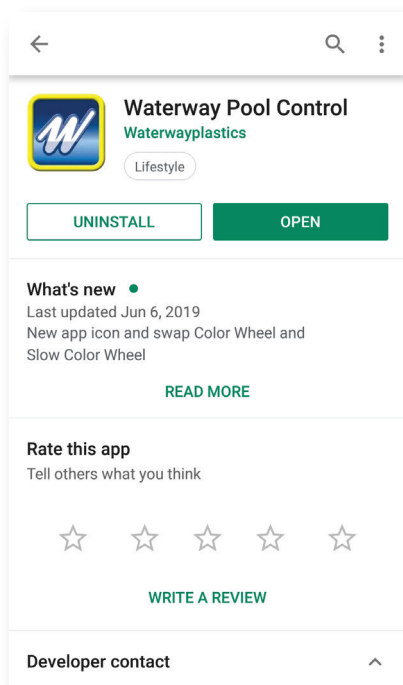 Waterway Pool Control
Waterwayplastics
Lifestyle
UNINSTALL
OPEN
What's new
Last updated Jun 6, 2019
New app icon and swap Color Wheel and
Slow Color Wheel
READ MORE
Rate this app
Tell others what you think
WRITE A REVIEW
Developer contact